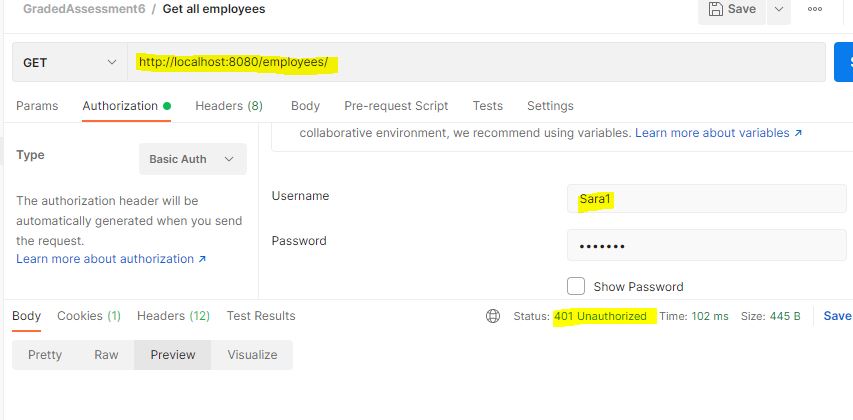 GradedAssessment6 / Get all employees
Save
GET
http://localhost:8080/employees/
Params Authorization Headers (8) Body Pre-request Script Tests Settings
collaborative environment, we recommend using variables. Learn more about variables ↗
Type
Basic Auth
The authorization header will be
automatically generated when you send
the request.
Learn more about authorization ↗
Username
Sara1
Password
•••••••
Show Password
Body Cookies (1) Headers (12) Test Results
Status: 401 Unauthorized Time: 102 ms Size: 445 B Save
Pretty Raw Preview Visualize